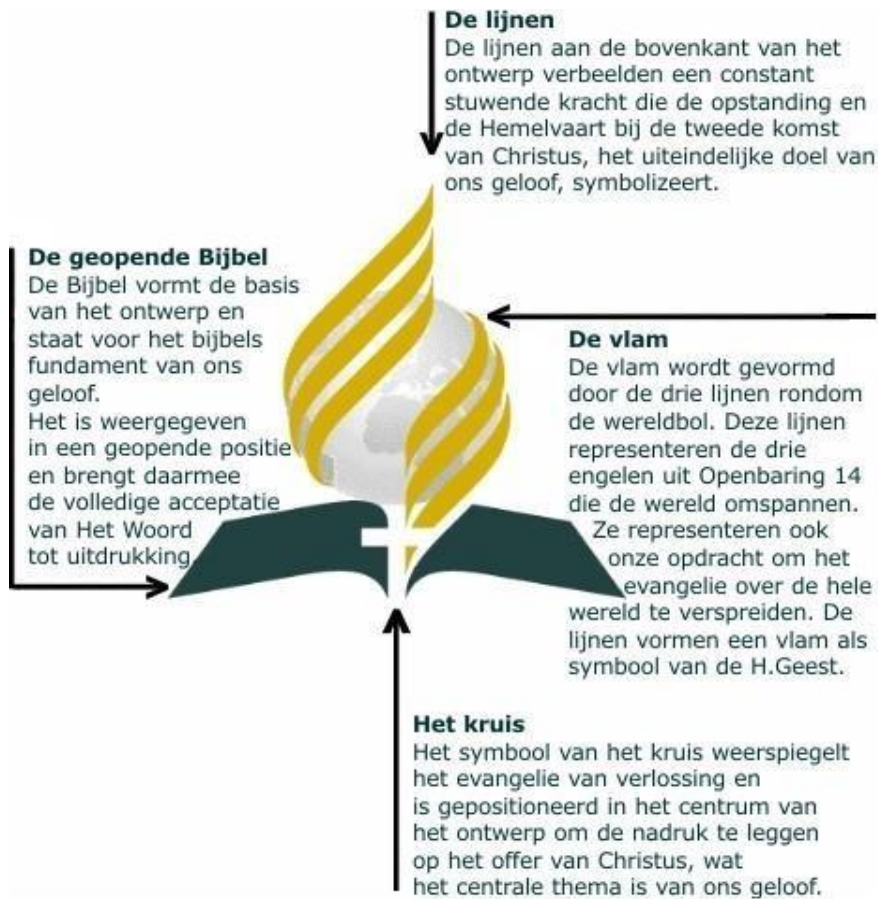 De lijnen
De lijnen aan de bovenkant van het
ontwerp verbeelden een constant
stuwende kracht die de opstanding en
de Hemelvaart bij de tweede komst
van Christus, het uiteindelijke doel van
ons geloof, symbolizeert.
De geopende Bijbel
De Bijbel vormt de basis
van het ontwerp en
staat voor het bijbels
fundament van ons
geloof.
Het is weergegeven
in een geopende positie
en brengt daarmee
de volledige acceptatie
van Het Woord
tot uitdrukking
De vlam
De vlam wordt gevormd
door de drie lijnen rondom
de wereldbol. Deze lijnen
representeren de drie
engelen uit Openbaring 14
die de wereld omspannen.
Ze representeren ook
onze opdracht om het
evangelie over de hele
wereld te verspreiden. De
lijnen vormen een vlam als
symbool van de H.Geest.
Het kruis
Het symbool van het kruis weerspiegelt
het evangelie van verlossing en
is gepositioneerd in het centrum van
het ontwerp om de nadruk te leggen
op het offer van Christus, wat
het centrale thema is van ons geloof.